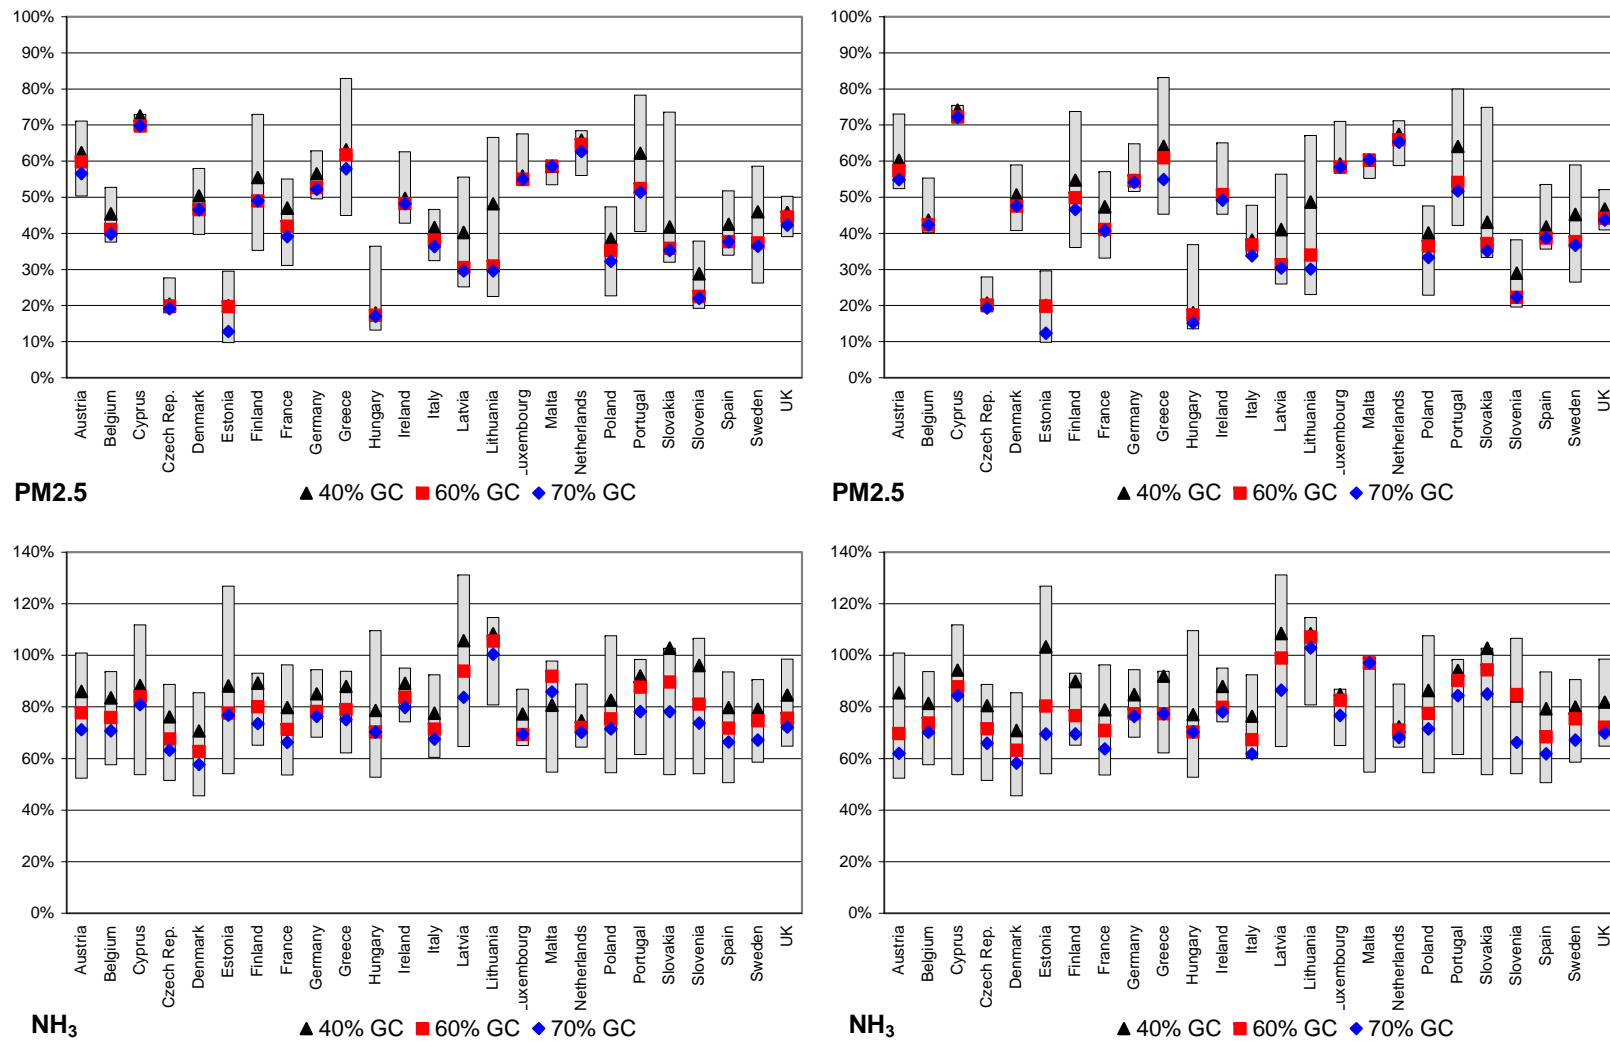 100%
90%
80%
70%
60%
50%
40%
30%
20%
10%
0%
Austria
Belgium
Cyprus
Czech Rep.
Denmark
Estonia
Finland
France
Germany
Greece
Hungary
Ireland
Italy
Latvia
Lithuania
Luxembourg
Malta
Netherlands
Poland
Portugal
Slovakia
Slovenia
Spain
Sweden
UK
PM2.5
40% GC 60% GC 70% GC
100%
90%
80%
70%
60%
50%
40%
30%
20%
10%
0%
Austria
Belgium
Cyprus
Czech Rep.
Denmark
Estonia
Finland
France
Germany
Greece
Hungary
Ireland
Italy
Latvia
Lithuania
Luxembourg
Malta
Netherlands
Poland
Portugal
Slovakia
Slovenia
Spain
Sweden
UK
PM2.5
40% GC 60% GC 70% GC
140%
120%
100%
80%
60%
40%
20%
0%
Austria
Belgium
Cyprus
Czech Rep.
Denmark
Estonia
Finland
France
Germany
Greece
Hungary
Ireland
Italy
Latvia
Lithuania
Luxembourg
Malta
Netherlands
Poland
Portugal
Slovakia
Slovenia
Spain
Sweden
UK
NH3
40% GC 60% GC 70% GC
140%
120%
100%
80%
60%
40%
20%
0%
Austria
Belgium
Cyprus
Czech Rep.
Denmark
Estonia
Finland
France
Germany
Greece
Hungary
Ireland
Italy
Latvia
Lithuania
Luxembourg
Malta
Netherlands
Poland
Portugal
Slovakia
Slovenia
Spain
Sweden
UK
NH3
40% GC 60% GC 70% GC